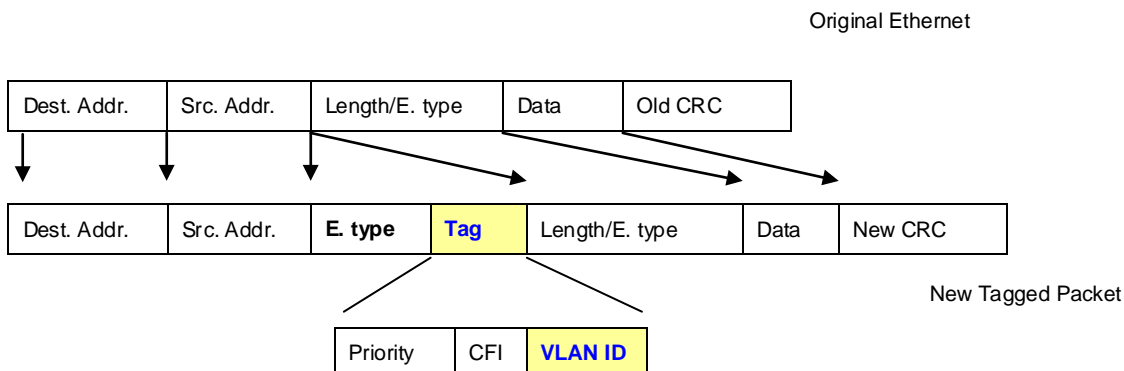 Original Ethernet
Dest. Addr. Src. Addr. Length/E. type Data Old CRC
Dest. Addr. Src. Addr. E. type Tag Length/E. type Data New CRC
New Tagged Packet
Priority CFI VLAN ID